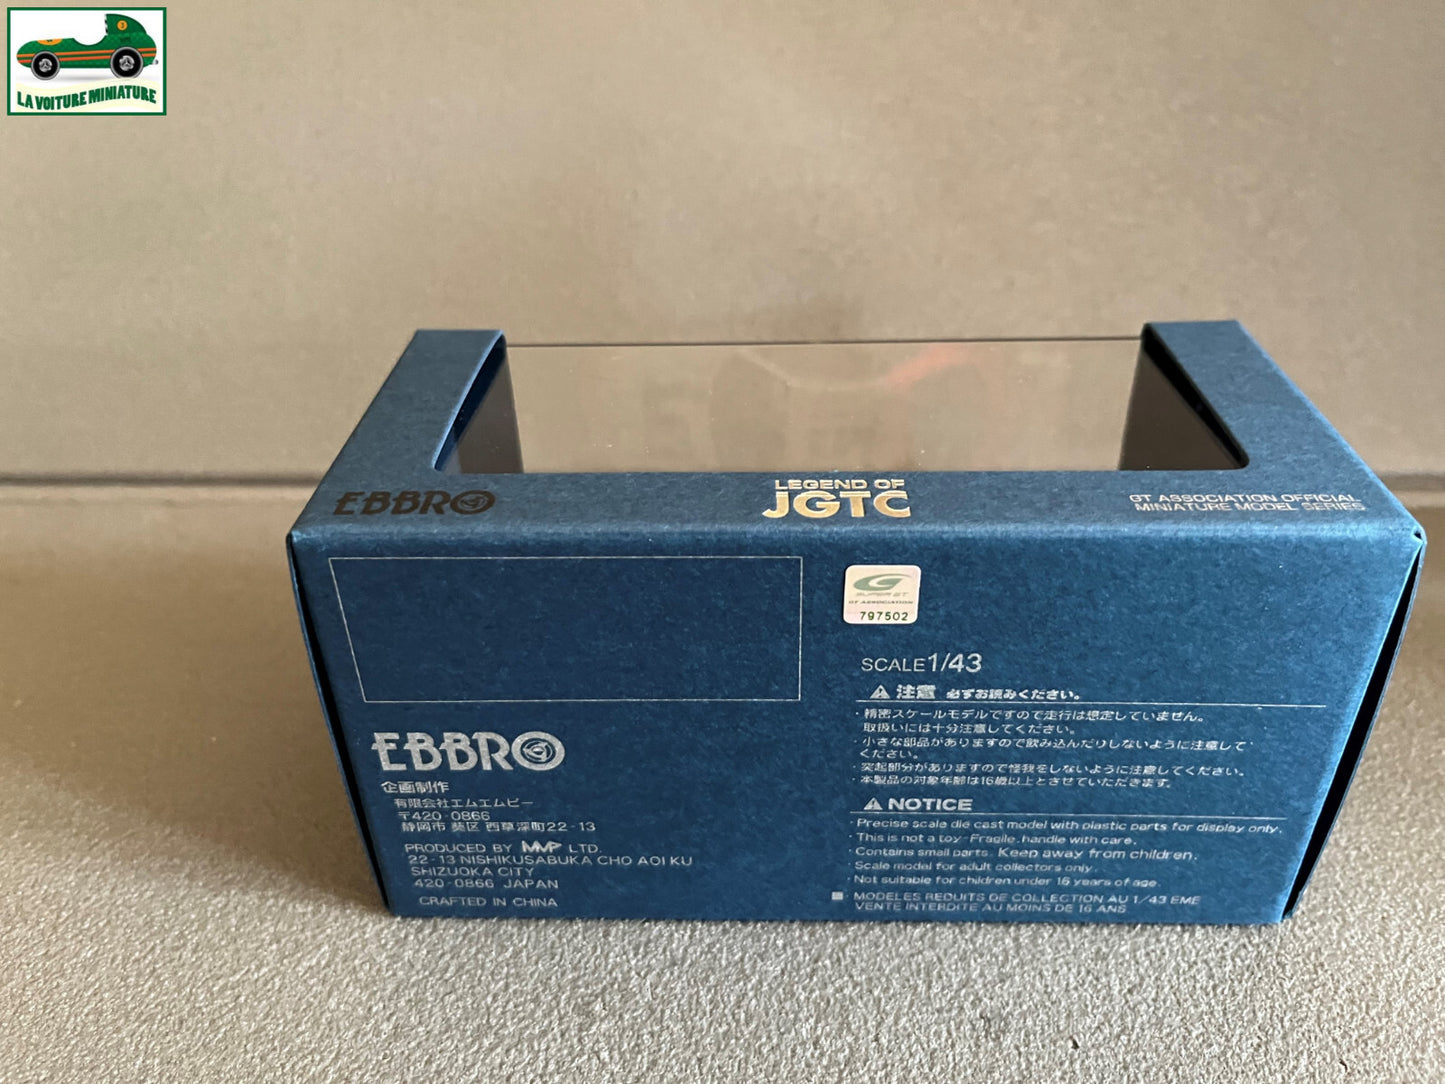 3
LA VOITURE MINIATURE
EBBRO
LEGEND OF
JGTC
GT ASSOCIATION OFFICIAL
MINIATURE MODEL SERIES
SUPER GT
GT ASSOCIATION
797502
SCALE 1/43
注意 必ずお読みください。
・精密スケールモデルですので走行は想定していません。
取扱いには十分注意してください。
・小さな部品がありますので飲み込んだりしないように注意して
ください。
・突起部分がありますので怪我をしないように注意してください。
・本製品の対象年齢は16歳以上とさせていただきます。
NOTICE
· Precise scale die cast model with plastic parts for display only.
· This is not a toy. Fragile, handle with care.
· Contains small parts. Keep away from children.
· Scale model for adult collectors only.
· Not suitable for children under 16 years of age.
· MODELES REDUITS DE COLLECTION AU 1/43 EME
VENTE INTERDITE AU MOINS DE 16 ANS
EBBRO
企画制作
有限会社エムエムピー
〒420-0866
静岡市 葵区 西草深町22-13
PRODUCED BY MMP LTD.
22-13 NISHIKUSABUKA CHO AOI KU
SHIZUOKA CITY
420-0866 JAPAN
CRAFTED IN CHINA